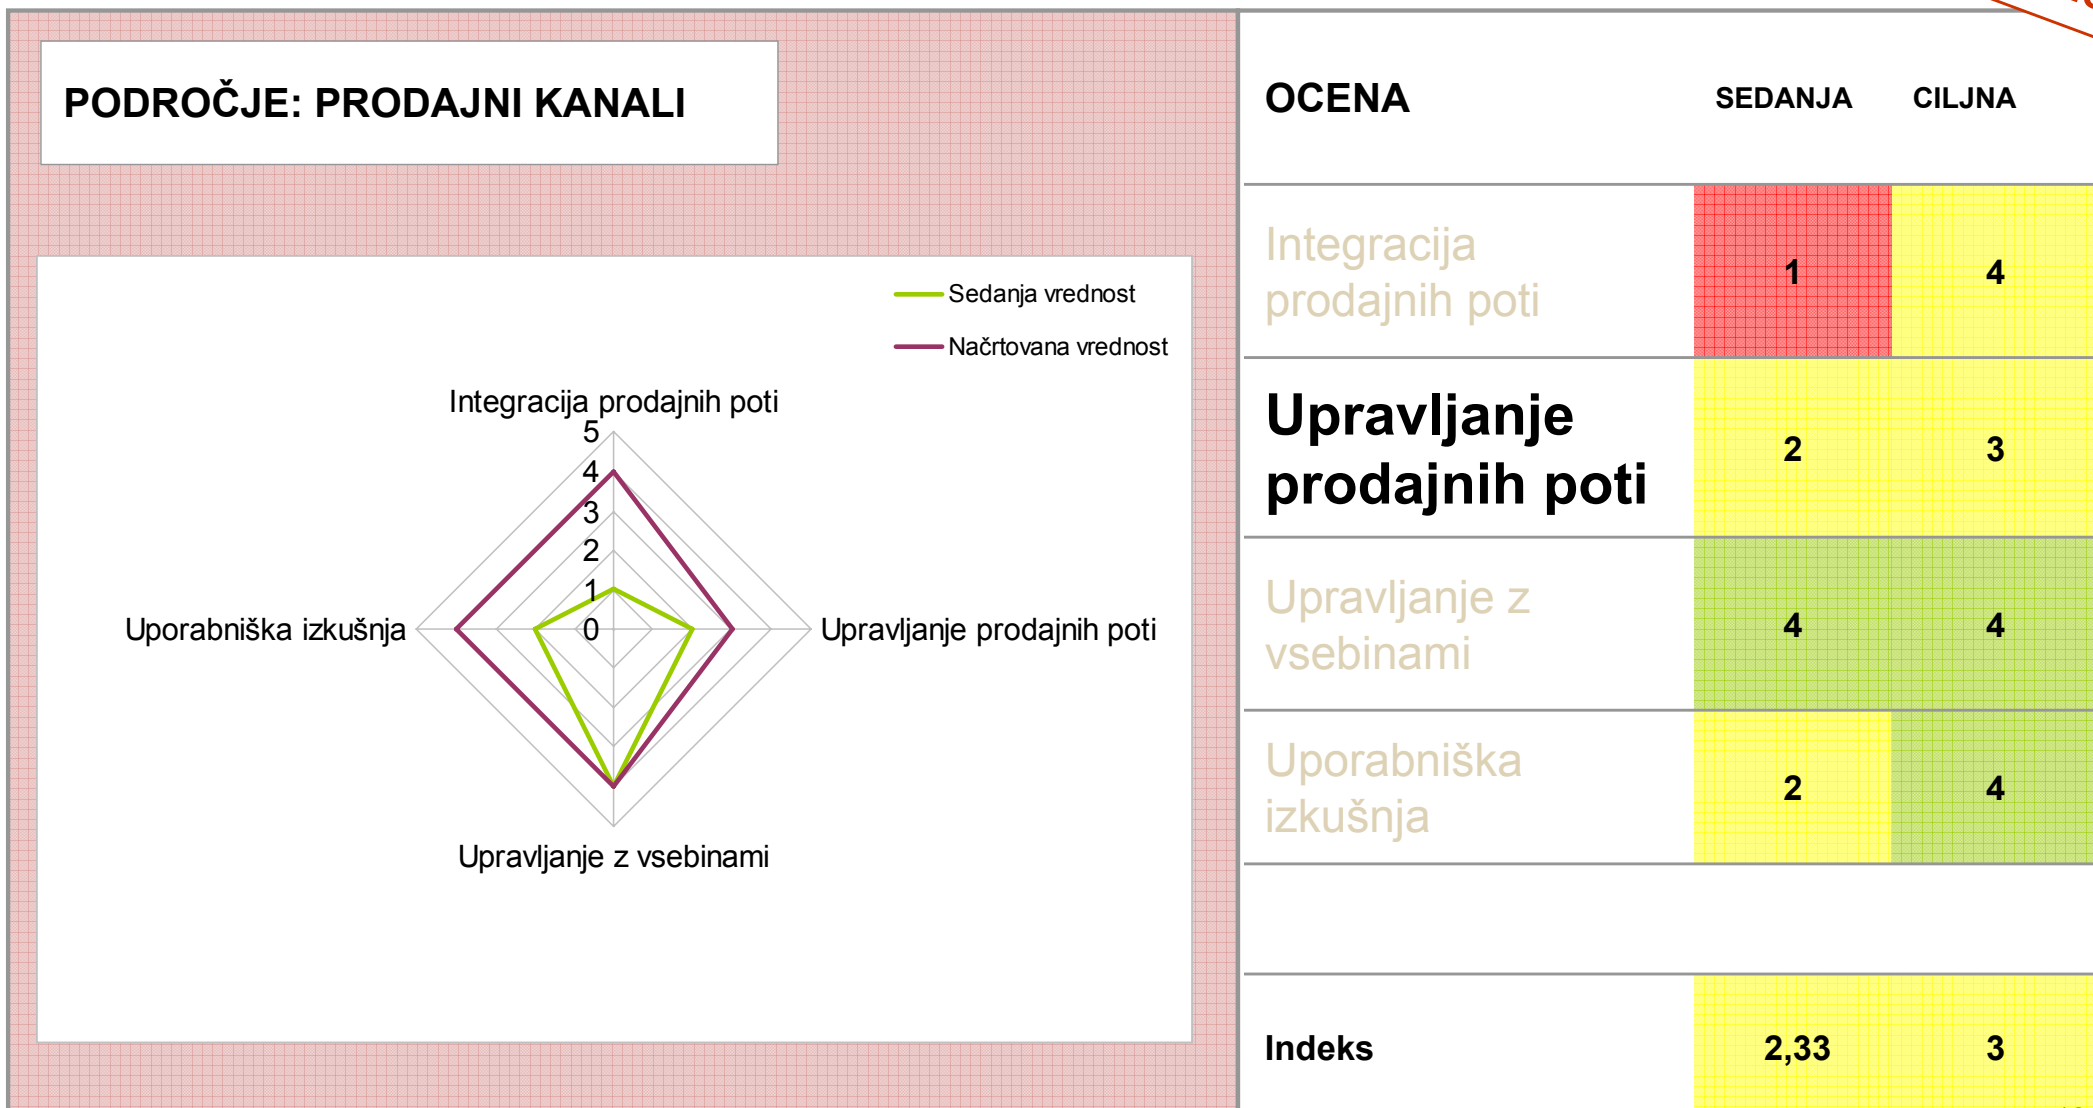 PODROČJE: PRODAJNI KANALI
Sedanja vrednost
Načrtovana vrednost
Integracija prodajnih poti
5
4
3
2
1
0
Uporabniška izkušnja
Upravljanje prodajnih poti
Upravljanje z vsebinami
OCENA SEDANJA CILJNA
Integracija
prodajnih poti
1 4
Upravljanje
prodajnih poti
2 3
Upravljanje z
vsebinami
4 4
Uporabniška
izkušnja
2 4
Indeks 2,33 3